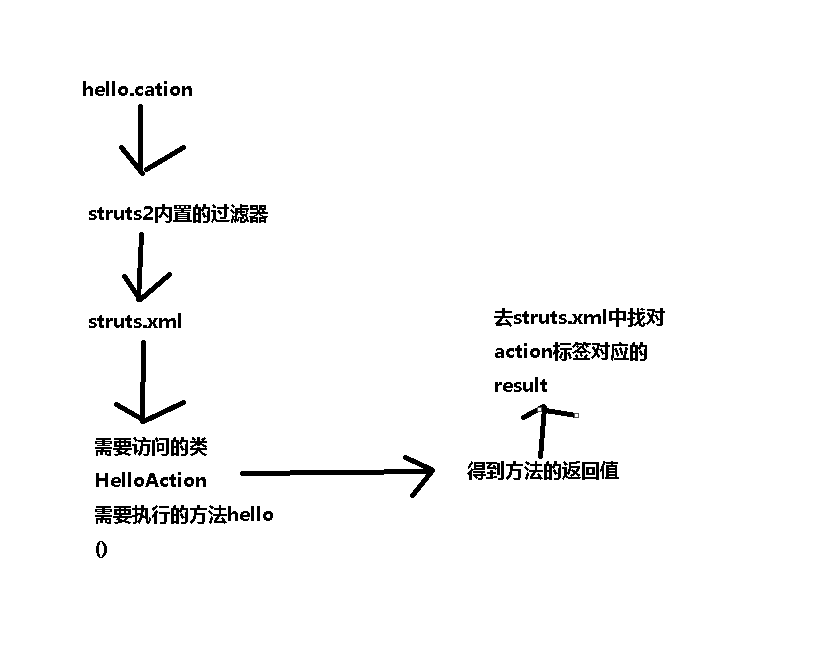 hello.cation
struts2内置的过滤器
struts.xml
需要访问的类
HelloAction
需要执行的方法hello
()
得到方法的返回值
去struts.xml中找对
action标签对应的
result